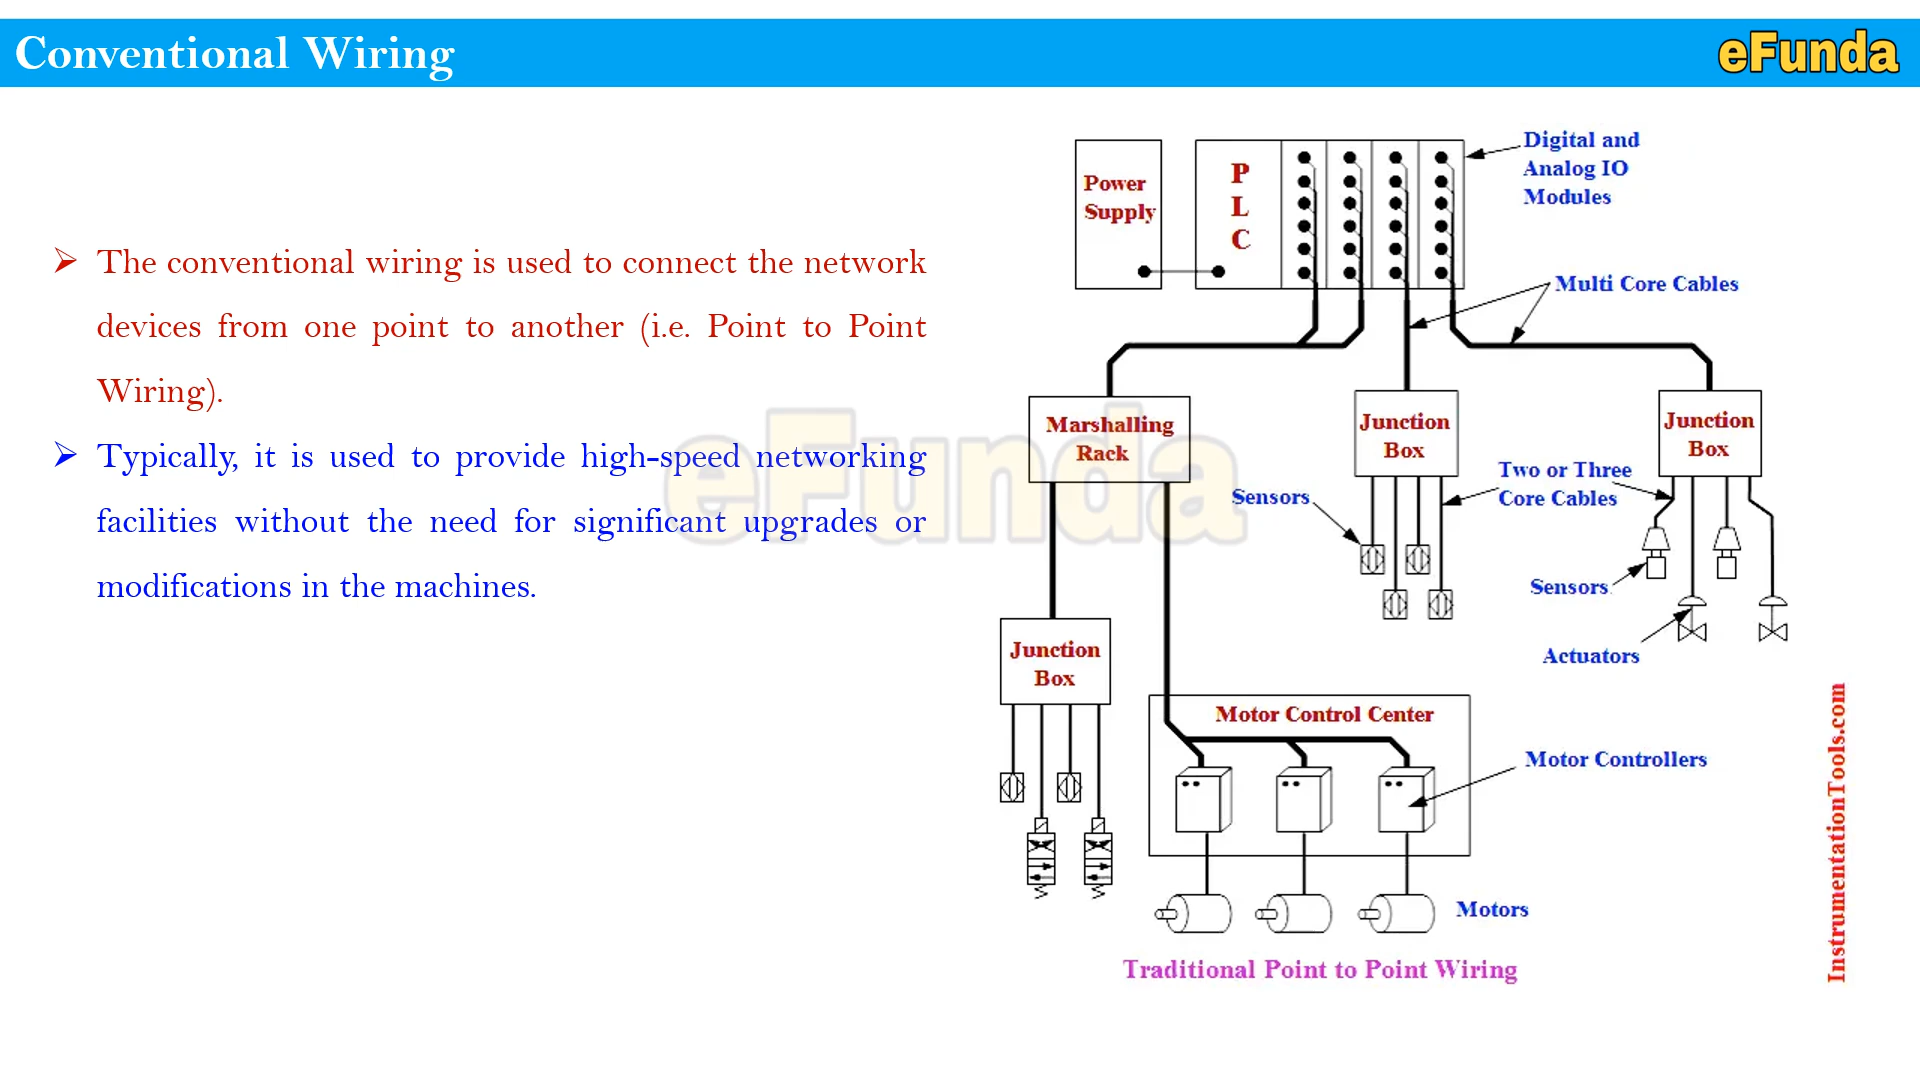 Conventional Wiring
eFunda
The conventional wiring is used to connect the network
devices from one point to another (i.e. Point to Point
Wiring).
Typically, it is used to provide high-speed networking
facilities without the need for significant upgrades or
modifications in the machines.
Power
Supply
P
L
C
Digital and
Analog IO
Modules
Multi Core Cables
Marshalling
Rack
Junction
Box
Junction
Box
Sensors
Two or Three
Core Cables
Sensors
Actuators
Junction
Box
Motor Control Center
Motor Controllers
Motors
Traditional Point to Point Wiring
InstrumentationTools.com
eFunda